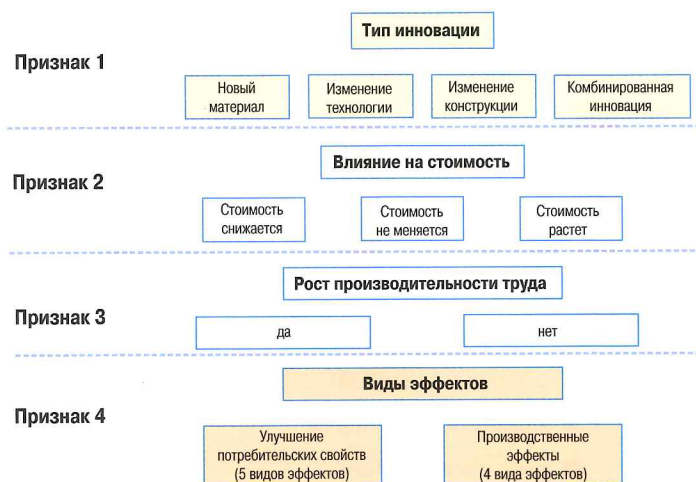 Тип инновации
Признак 1
Новый
материал
Изменение
технологии
Изменение
конструкции
Комбинированная
инновация
Влияние на стоимость
Признак 2
Стоимость
снижается
Стоимость
не меняется
Стоимость
растет
Рост производительности труда
Признак 3
да
нет
Виды эффектов
Признак 4
Улучшение
потребительских свойств
(5 видов эффектов)
Производственные
эффекты
(4 вида эффектов)